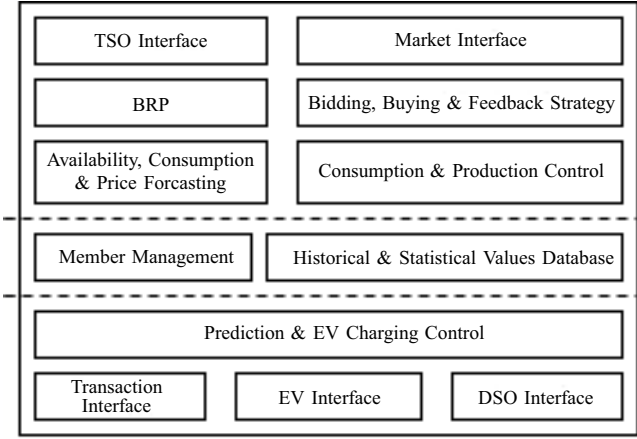 TSO Interface
Market Interface
BRP
Bidding, Buying & Feedback Strategy
Availability, Consumption
& Price Forcasting
Consumption & Production Control
Member Management
Historical & Statistical Values Database
Prediction & EV Charging Control
Transaction
Interface
EV Interface
DSO Interface